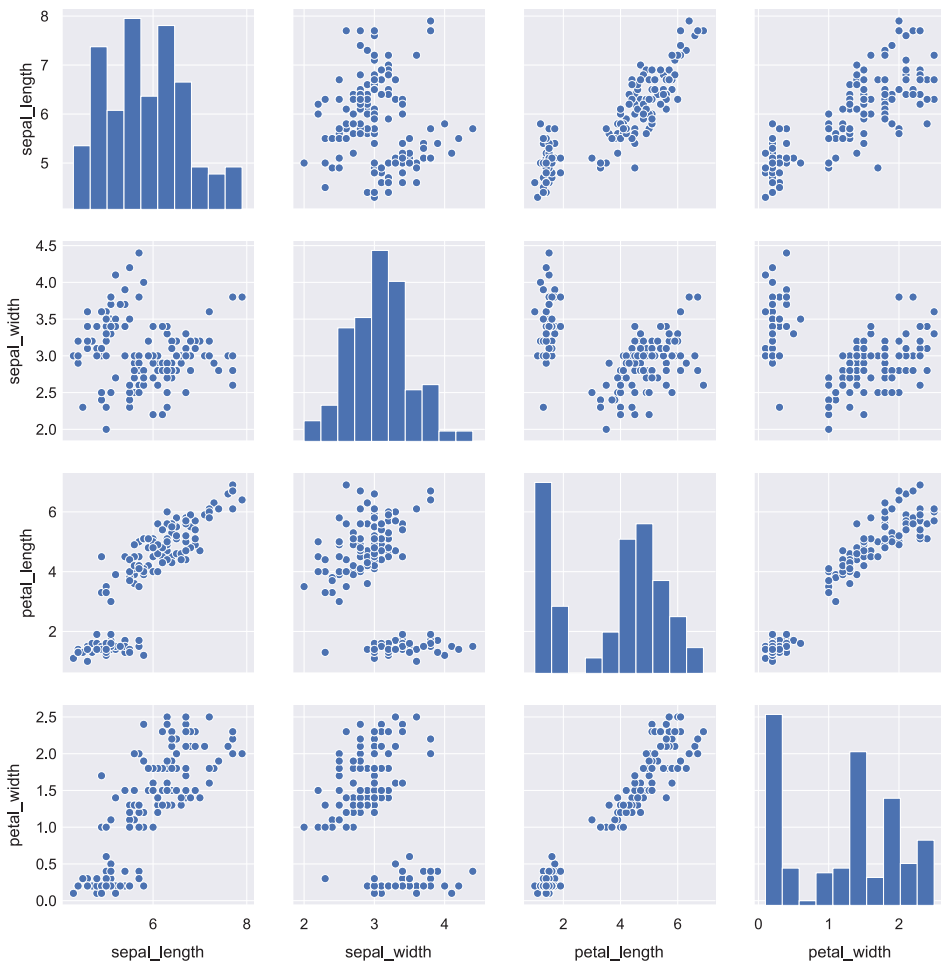 8
7
6
5
sepal_length
4.5
4.0
3.5
3.0
2.5
2.0
sepal_width
6
4
2
petal_length
2.5
2.0
1.5
1.0
0.5
0.0
petal_width
6 8
2 3 4
2 4 6
0 1 2
sepal_length
sepal_width
petal_length
petal_width